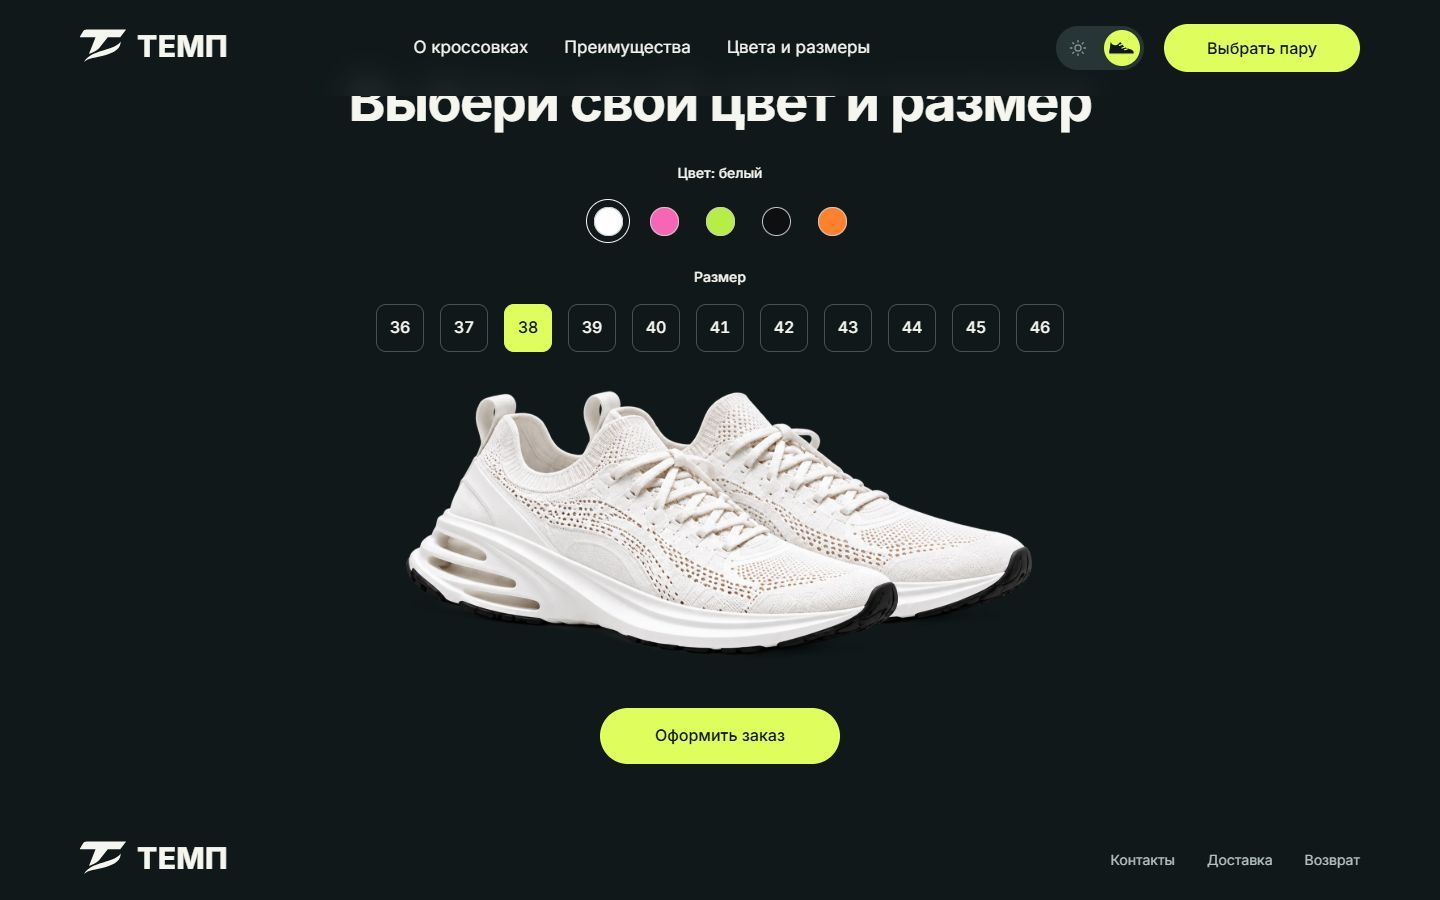 ТЕМП
О кроссовках
Преимущества
Цвета и размеры
Выбрать пару
Выбери свой цвет и размер
Цвет: белый
Размер
36 37 38 39 40 41 42 43 44 45 46
Оформить заказ
ТЕМП
Контакты
Доставка
Возврат